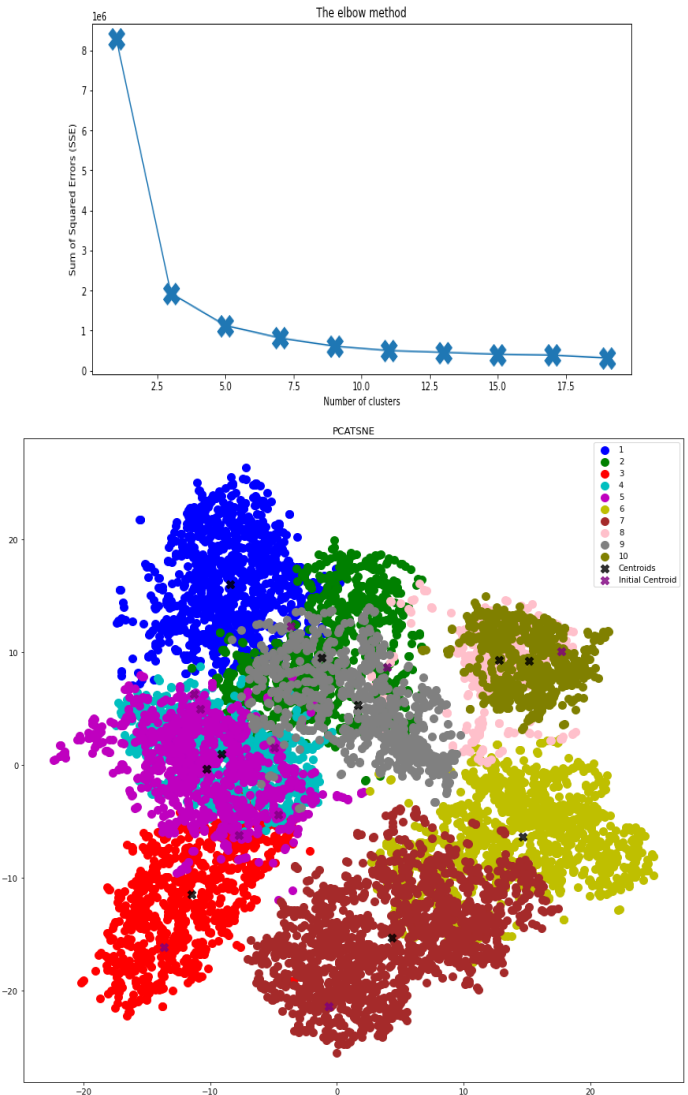 The elbow method
1e6
8
7
6
5
4
3
2
1
0
Sum of Squared Errors (SSE)
2.5 5.0 7.5 10.0 12.5 15.0 17.5
Number of clusters
PCATSNE
20
10
0
−10
−20
1
2
3
4
5
6
7
8
9
10
Centroids
Initial Centroid
−20 −10 0 10 20